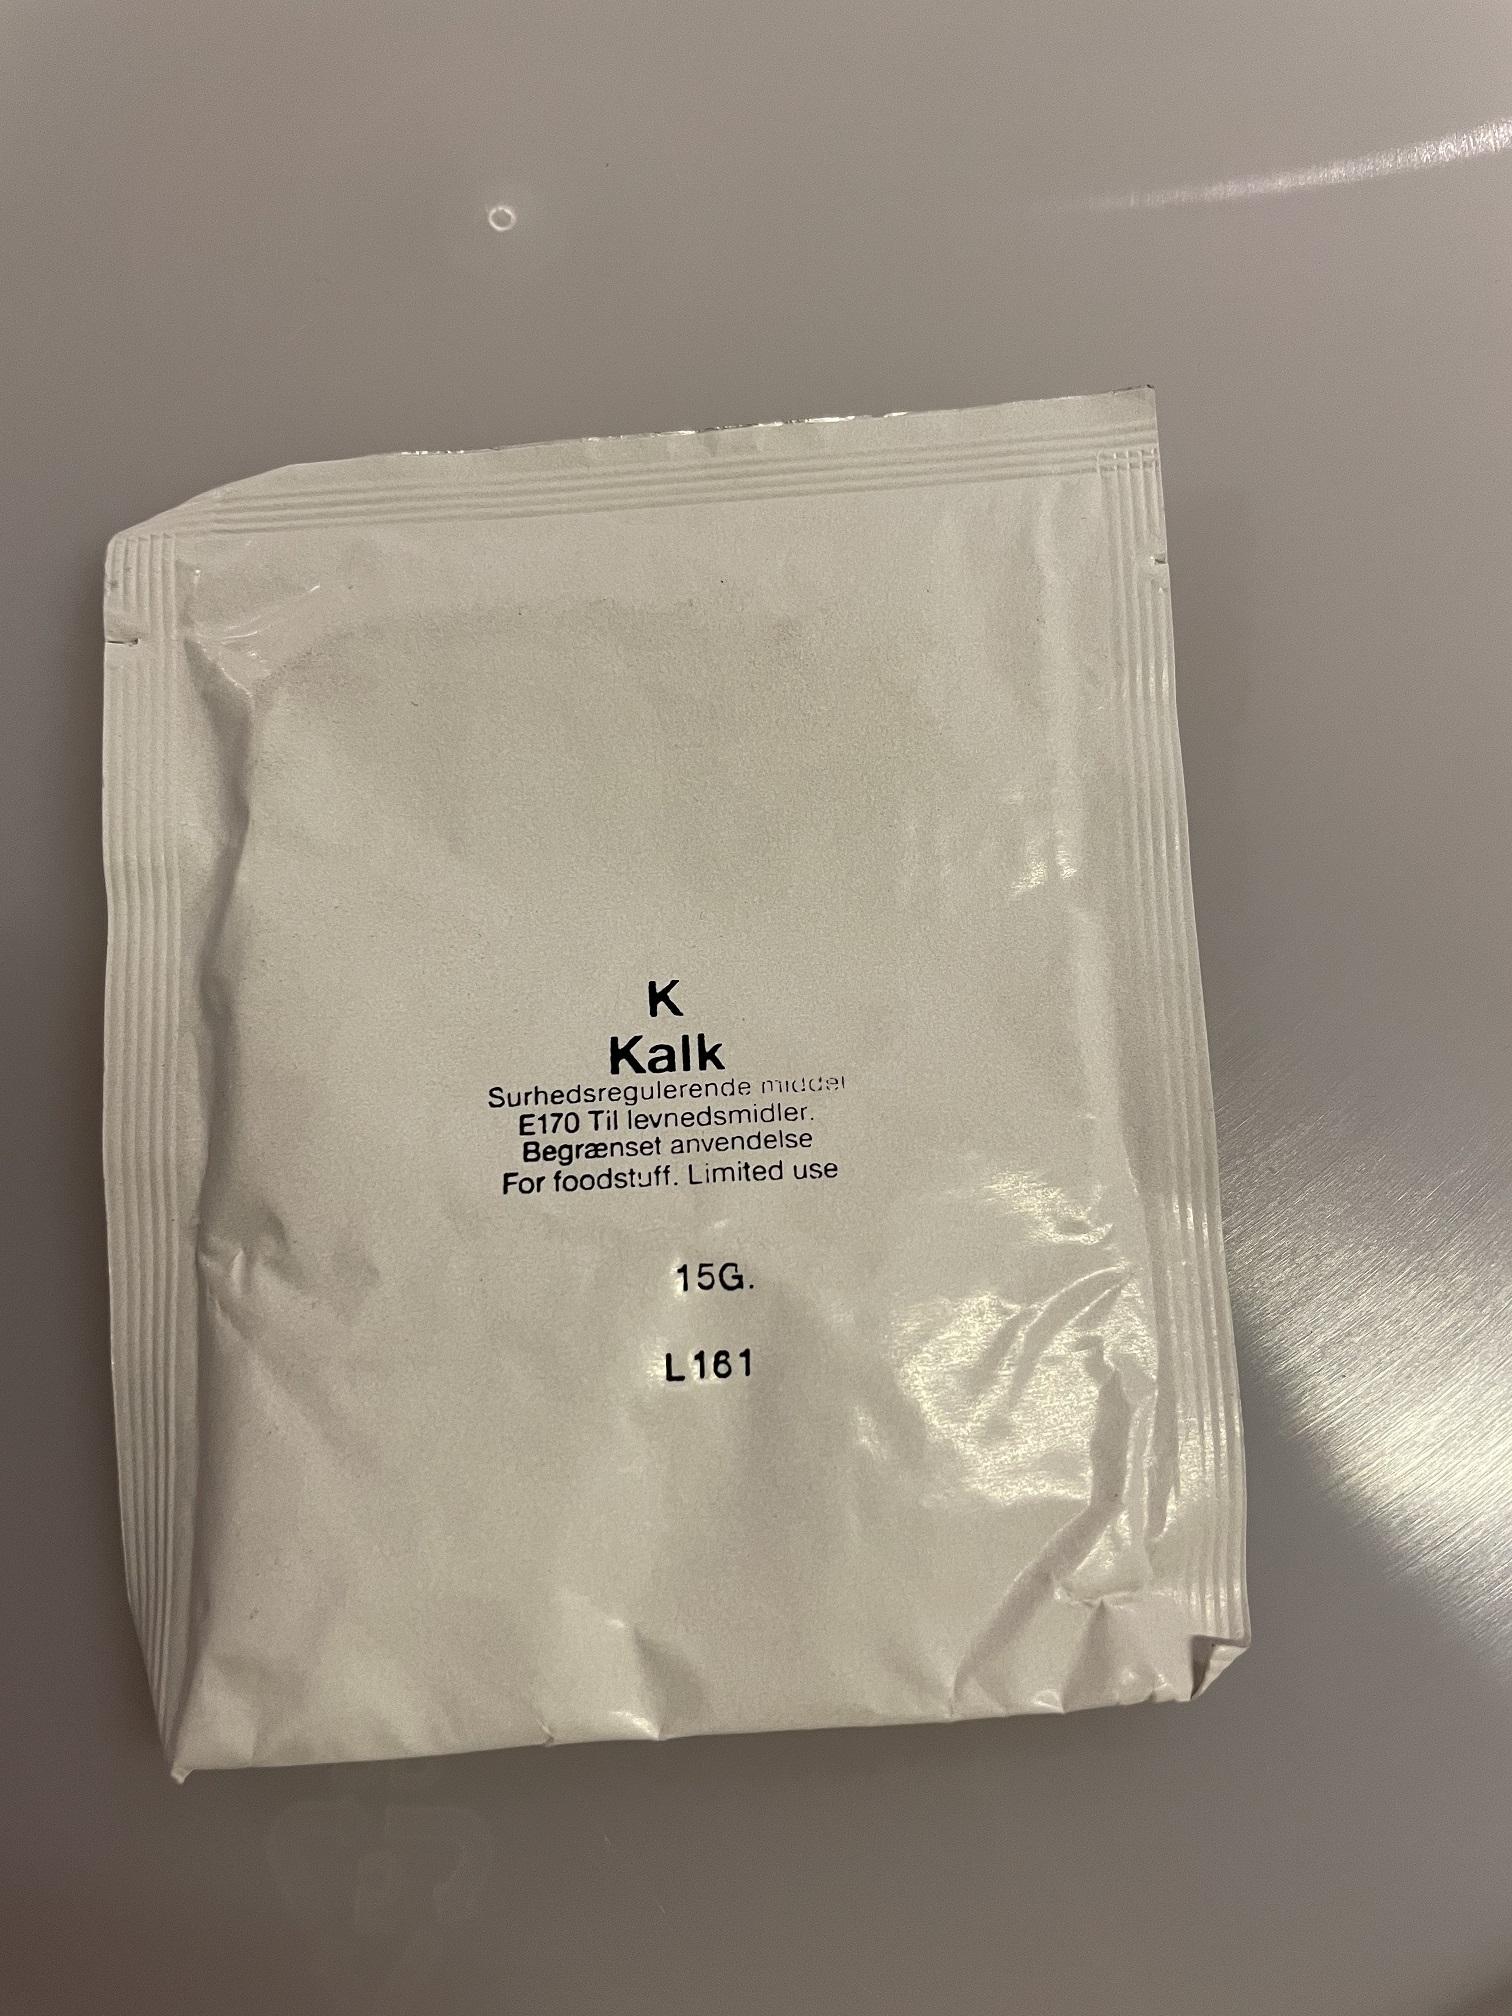 K
Kalk
Surhedsregulerende middel
E170 Til levnedsmidler.
Begrænset anvendelse
For foodstuff. Limited use
15G.
L161